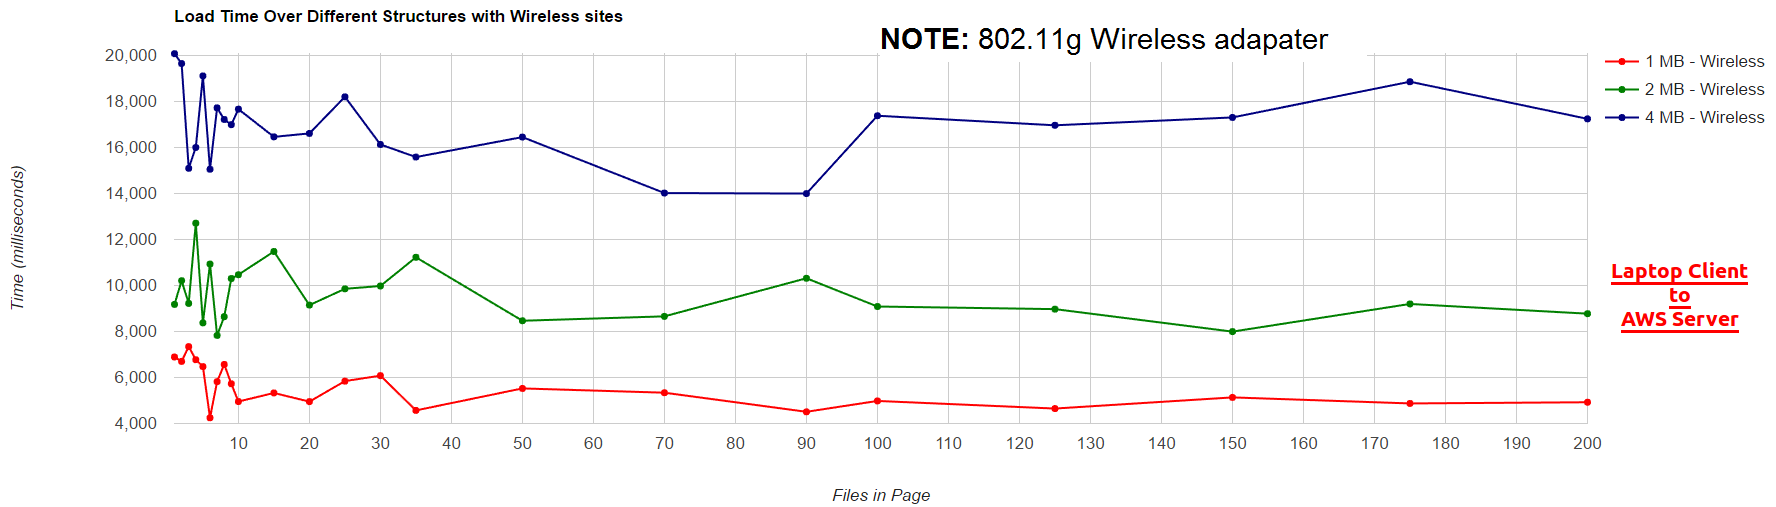 Load Time Over Different Structures with Wireless sites
NOTE: 802.11g Wireless adapater
20,000
18,000
16,000
14,000
12,000
10,000
8,000
6,000
4,000
Time (milliseconds)
10 20 30 40 50 60 70 80 90 100 110 120 130 140 150 160 170 180 190 200
Files in Page
1 MB - Wireless
2 MB - Wireless
4 MB - Wireless
Laptop Client
to
AWS Server